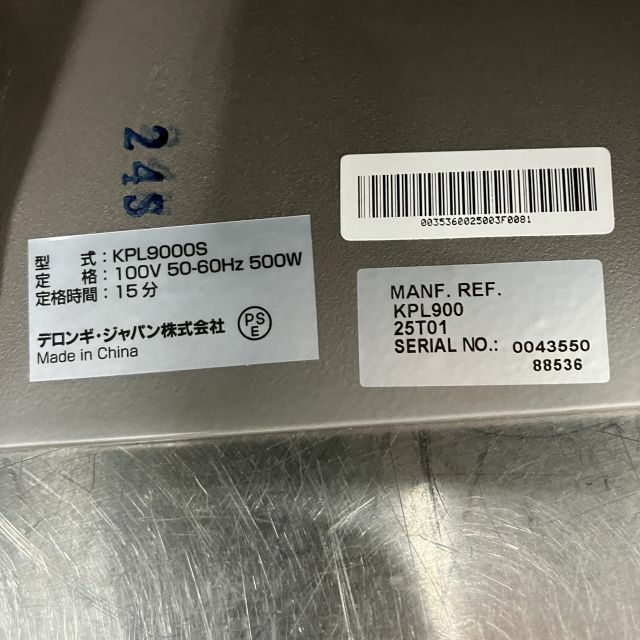 24S
0035360025003F0081
型　　式：KPL9000S
定　　格：100V 50-60Hz 500W
定格時間：15分
デロンギ・ジャパン株式会社
PS
E
Made in China
MANF. REF.
KPL900
25T01
SERIAL NO.: 0043550
88536